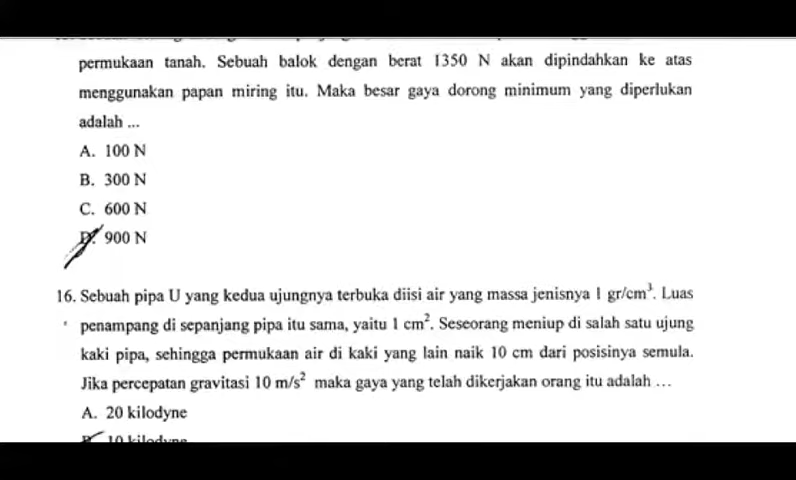 permukaan tanah. Sebuah balok dengan berat 1350 N akan dipindahkan ke atas
menggunakan papan miring itu. Maka besar gaya dorong minimum yang diperlukan
adalah ...
A. 100 N
B. 300 N
C. 600 N
D. 900 N
16. Sebuah pipa U yang kedua ujungnya terbuka diisi air yang massa jenisnya 1 gr/cm³. Luas
penampang di sepanjang pipa itu sama, yaitu 1 cm². Seseorang meniup di salah satu ujung
kaki pipa, sehingga permukaan air di kaki yang lain naik 10 cm dari posisinya semula.
Jika percepatan gravitasi 10 m/s² maka gaya yang telah dikerjakan orang itu adalah ...
A. 20 kilodyne
10 kilodyne